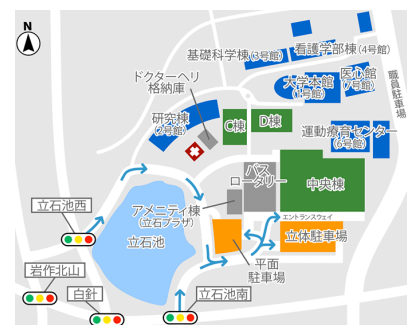 N
基礎科学棟(3号館)
看護学部棟(4号館)
ドクターヘリ
格納庫
大学本館
(1号館)
医心館
(7号館)
職員駐車場
研究棟
(2号館)
C棟
D棟
運動療育センター
(6号館)
バス
ロータリー
中央棟
アメニティ棟
(立石プラザ)
エントランスウェイ
立石池西
立石池
立体駐車場
平面
駐車場
岩作北山
白針
立石池南